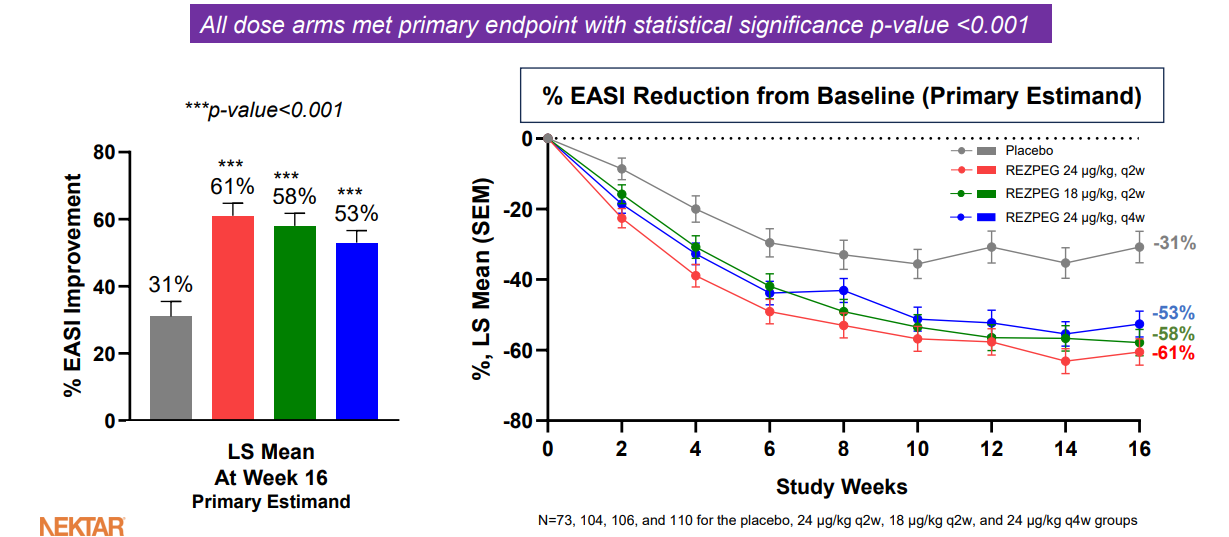 All dose arms met primary endpoint with statistical significance p-value <0.001
***p-value<0.001
% EASI Improvement
80
60
40
20
0
31%
***
61%
***
58%
***
53%
LS Mean
At Week 16
Primary Estimand
NEKTAR
% EASI Reduction from Baseline (Primary Estimand)
%, LS Mean (SEM)
0
-20
-40
-60
-80
Placebo
REZPEG 24 µg/kg, q2w
REZPEG 18 µg/kg, q2w
REZPEG 24 µg/kg, q4w
-31%
-53%
-58%
-61%
0 2 4 6 8 10 12 14 16
Study Weeks
N=73, 104, 106, and 110 for the placebo, 24 µg/kg q2w, 18 µg/kg q2w, and 24 µg/kg q4w groups